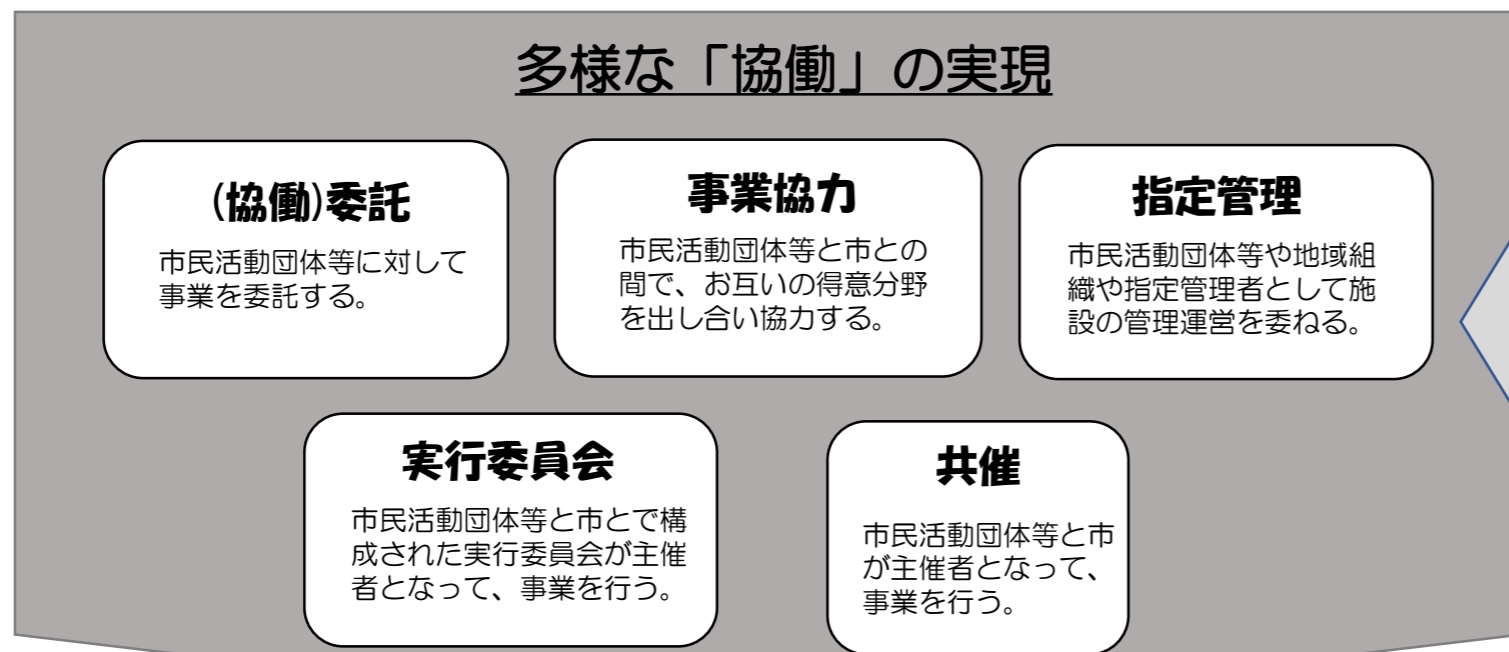 多様な「協働」の実現
(協働)委託
市民活動団体等に対して
事業を委託する。
事業協力
市民活動団体等と市との
間で、お互いの得意分野
を出し合い協力する。
指定管理
市民活動団体等や地域組
織や指定管理者として施
設の管理運営を委ねる。
実行委員会
市民活動団体等と市とで構
成された実行委員会が主催
者となって、事業を行う。
共催
市民活動団体等と市
が主催者となって、
事業を行う。